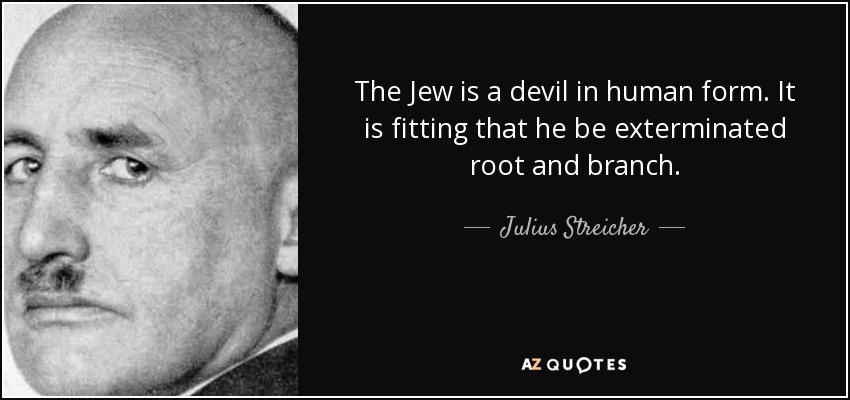 The Jew is a devil in human form. It
is fitting that he be exterminated
root and branch.
Julius Streicher
AZ QUOTES